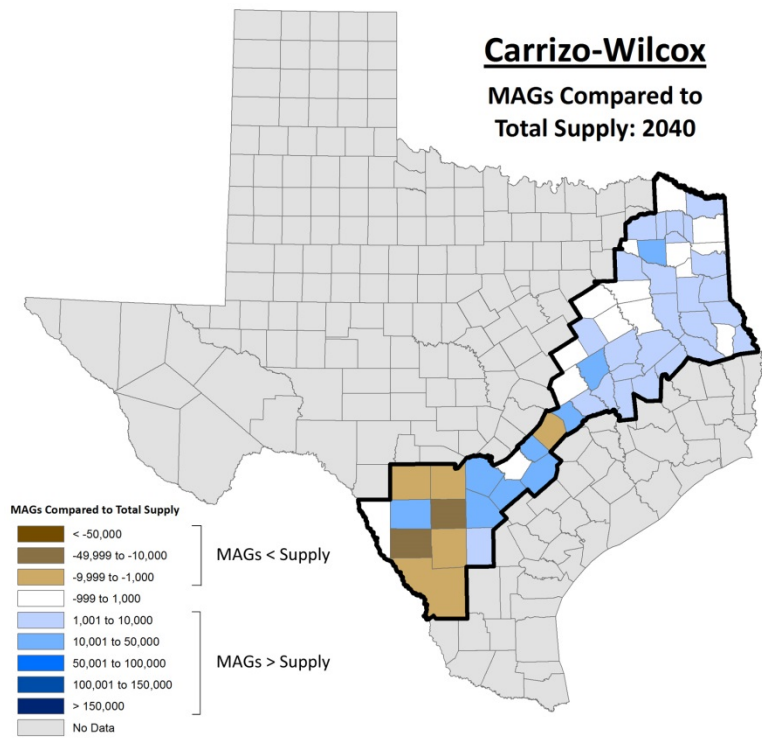 Carrizo-Wilcox
MAGs Compared to
Total Supply: 2040
MAGs Compared to Total Supply
< -50,000
-49,999 to -10,000
-9,999 to -1,000
-999 to 1,000
1,001 to 10,000
10,001 to 50,000
50,001 to 100,000
100,001 to 150,000
> 150,000
No Data
MAGs < Supply
MAGs > Supply